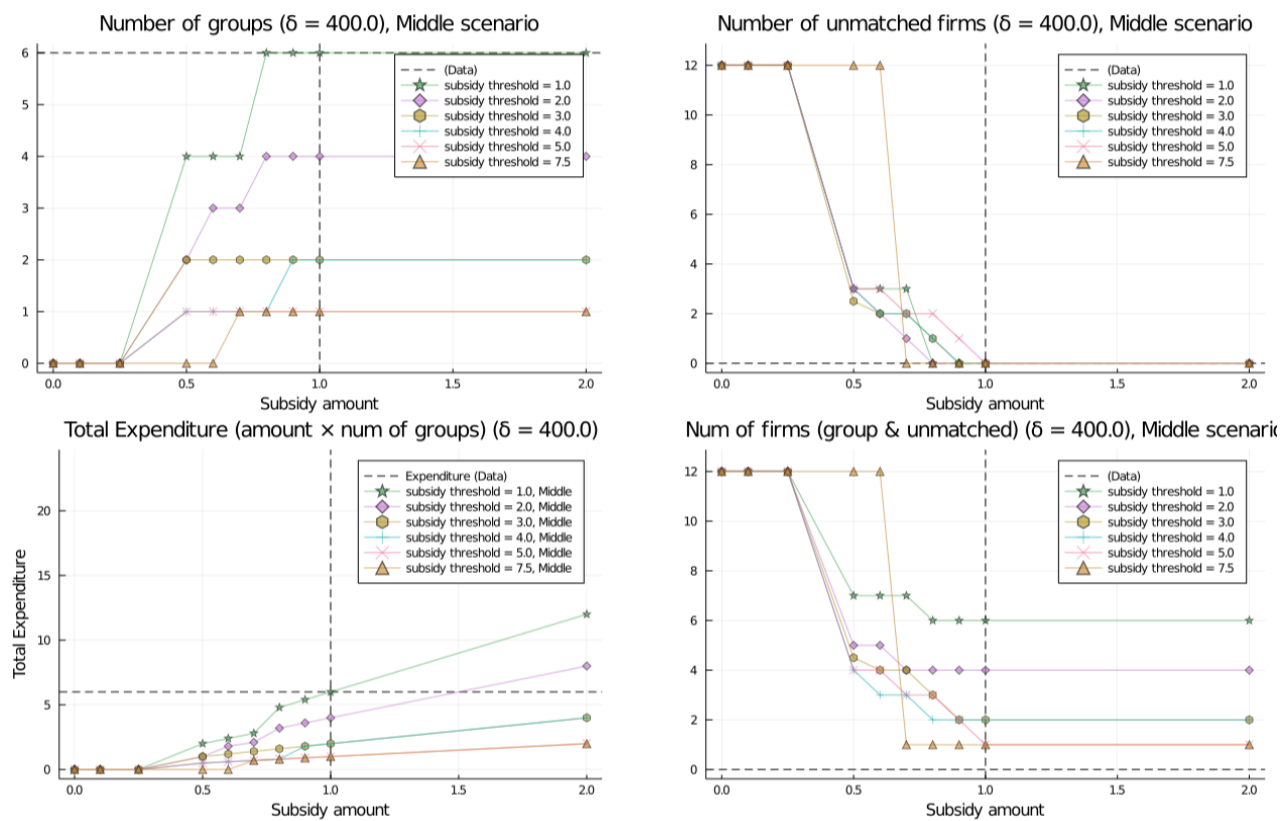 Number of groups (δ = 400.0), Middle scenario
6
5
4
3
2
1
0
(Data)
subsidy threshold = 1.0
subsidy threshold = 2.0
subsidy threshold = 3.0
subsidy threshold = 4.0
subsidy threshold = 5.0
subsidy threshold = 7.5
0.0 0.5 1.0 1.5 2.0
Subsidy amount
Number of unmatched firms (δ = 400.0), Middle scenario
12
10
8
6
4
2
0
(Data)
subsidy threshold = 1.0
subsidy threshold = 2.0
subsidy threshold = 3.0
subsidy threshold = 4.0
subsidy threshold = 5.0
subsidy threshold = 7.5
0.0 0.5 1.0 1.5 2.0
Subsidy amount
Total Expenditure (amount × num of groups) (δ = 400.0)
Total Expenditure
20
15
10
5
0
Expenditure (Data)
subsidy threshold = 1.0, Middle
subsidy threshold = 2.0, Middle
subsidy threshold = 3.0, Middle
subsidy threshold = 4.0, Middle
subsidy threshold = 5.0, Middle
subsidy threshold = 7.5, Middle
0.0 0.5 1.0 1.5 2.0
Subsidy amount
Num of firms (group & unmatched) (δ = 400.0), Middle scenario
12
10
8
6
4
2
0
(Data)
subsidy threshold = 1.0
subsidy threshold = 2.0
subsidy threshold = 3.0
subsidy threshold = 4.0
subsidy threshold = 5.0
subsidy threshold = 7.5
0.0 0.5 1.0 1.5 2.0
Subsidy amount